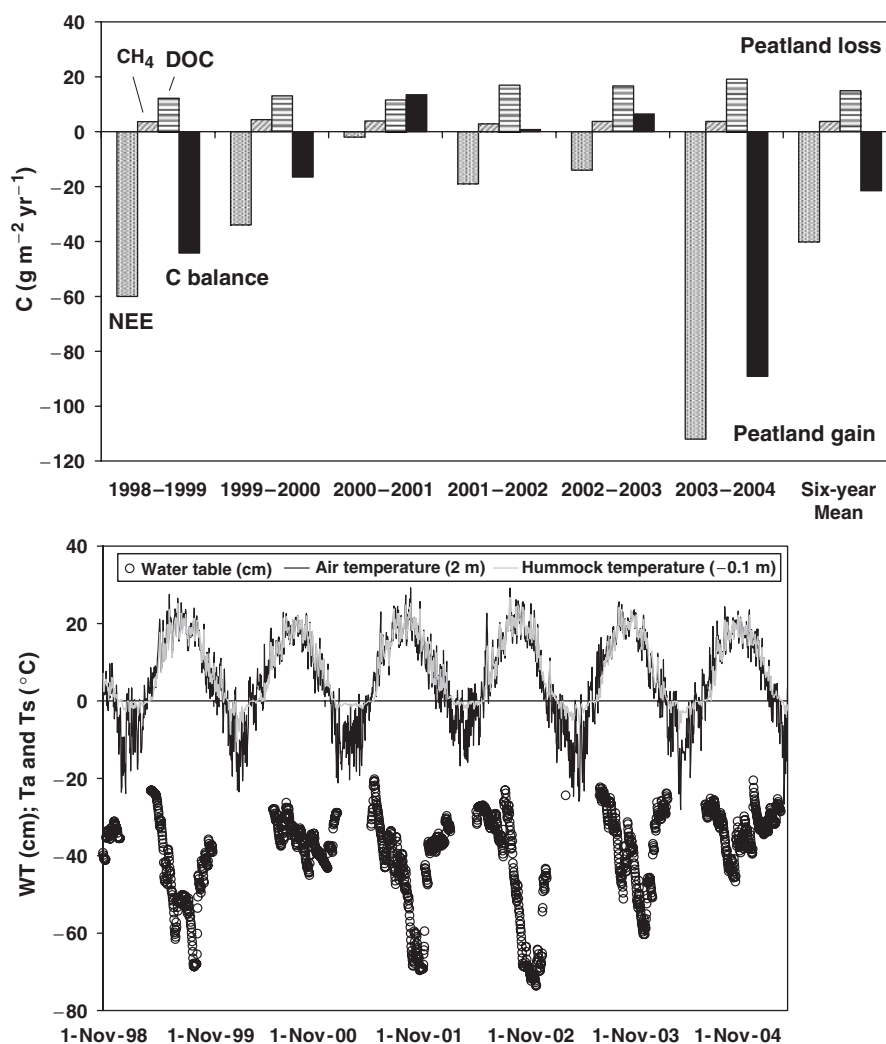 40
20
0
−20
−40
−60
−80
−100
−120
C (g m−2 yr−1)
CH4
DOC
Peatland loss
C balance
NEE
Peatland gain
1998−1999
1999−2000
2000−2001
2001−2002
2002−2003
2003−2004
Six-year
Mean
40
20
0
−20
−40
−60
−80
WT (cm); Ta and Ts (°C)
Water table (cm)
Air temperature (2 m)
Hummock temperature (−0.1 m)
1-Nov-98
1-Nov-99
1-Nov-00
1-Nov-01
1-Nov-02
1-Nov-03
1-Nov-04